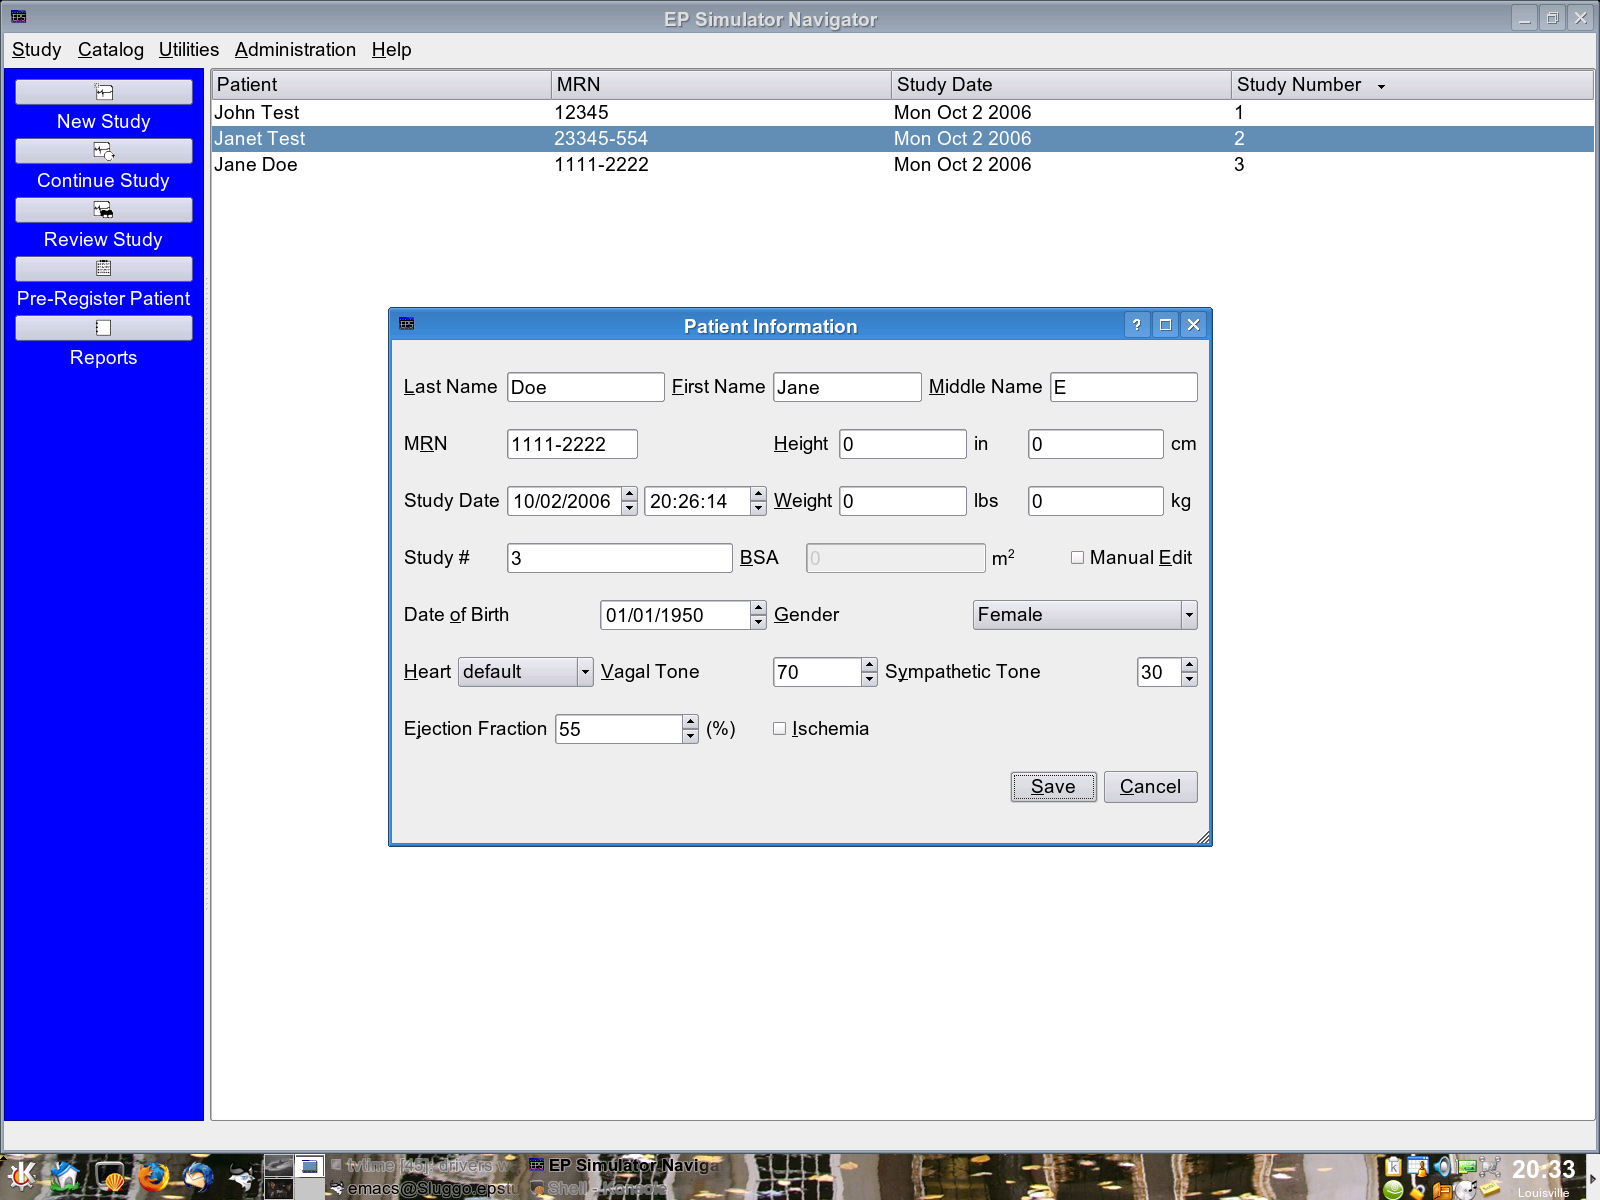 EP Simulator Navigator
Study Catalog Utilities Administration Help
New Study
Continue Study
Review Study
Pre-Register Patient
Reports
Patient MRN Study Date Study Number
John Test 12345 Mon Oct 2 2006 1
Janet Test 23345-554 Mon Oct 2 2006 2
Jane Doe 1111-2222 Mon Oct 2 2006 3
Patient Information
Last Name Doe First Name Jane Middle Name E
MRN 1111-2222 Height 0 in 0 cm
Study Date 10/02/2006 20:26:14 Weight 0 lbs 0 kg
Study # 3 BSA 0 m² Manual Edit
Date of Birth 01/01/1950 Gender Female
Heart default Vagal Tone 70 Sympathetic Tone 30
Ejection Fraction 55 (%) Ischemia
Save Cancel
tvtime [45]: drivers w EP Simulator Naviga
emacs@Sluggo.epstu Shell - Konsole
20:33
Louisville